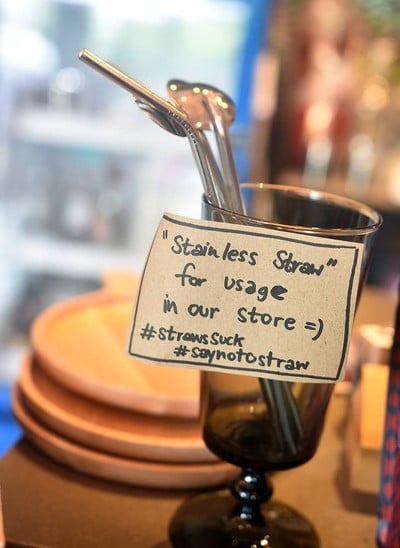 "Stainless Straw"
for usage
in our store =)
#strawssuck
#saynotostraw